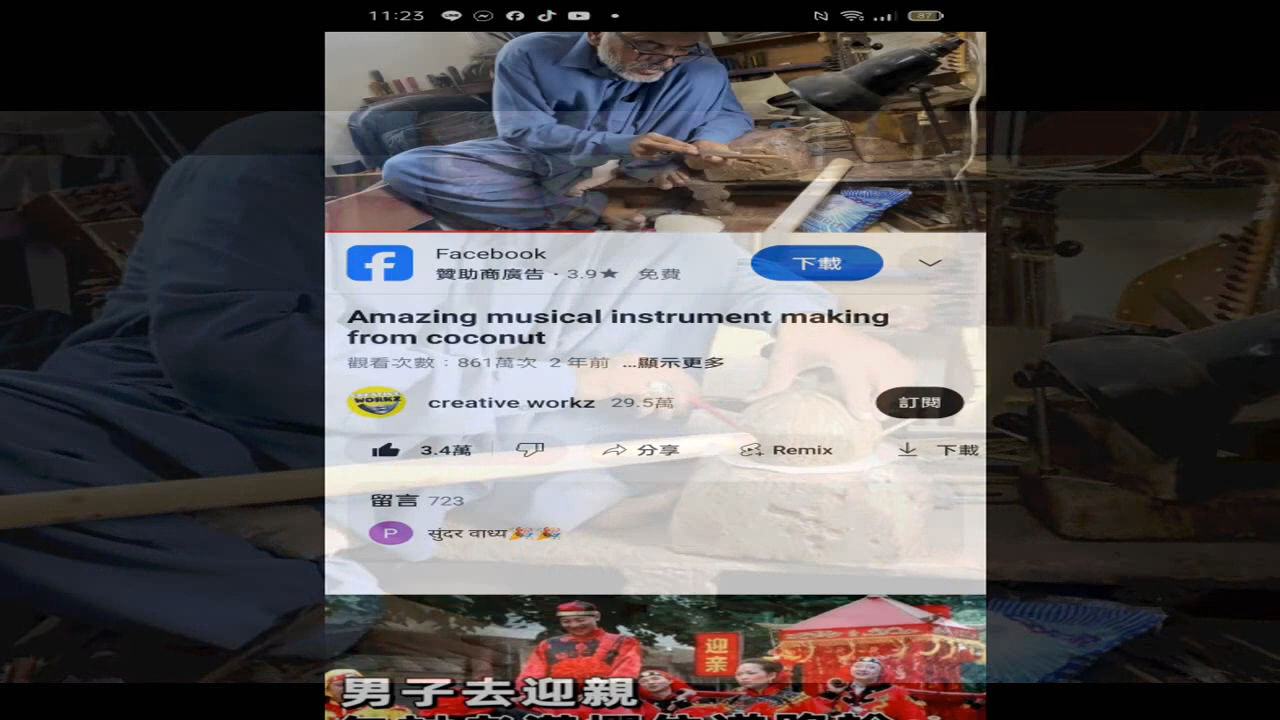 11:23
87
Facebook
贊助商廣告 · 3.9★ 免費
下載
Amazing musical instrument making
from coconut
觀看次數：861萬次 2 年前 ...顯示更多
CREATIVE WORKZ
creative workz 29.5萬
訂閱
3.4萬
分享
Remix
下載
留言 723
P
सुंदर वाध्य🎉🎉
迎亲
男子去迎親